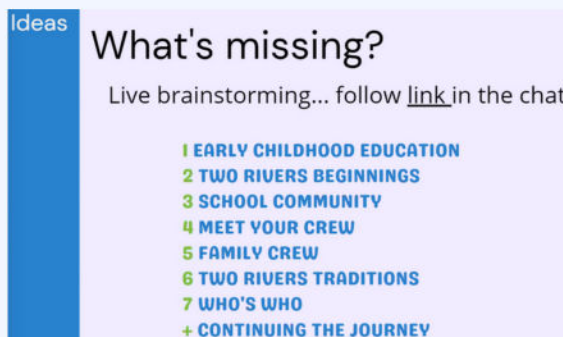 Ideas
What's missing?
Live brainstorming... follow link in the chat
1 EARLY CHILDHOOD EDUCATION
2 TWO RIVERS BEGINNINGS
3 SCHOOL COMMUNITY
4 MEET YOUR CREW
5 FAMILY CREW
6 TWO RIVERS TRADITIONS
7 WHO'S WHO
+ CONTINUING THE JOURNEY